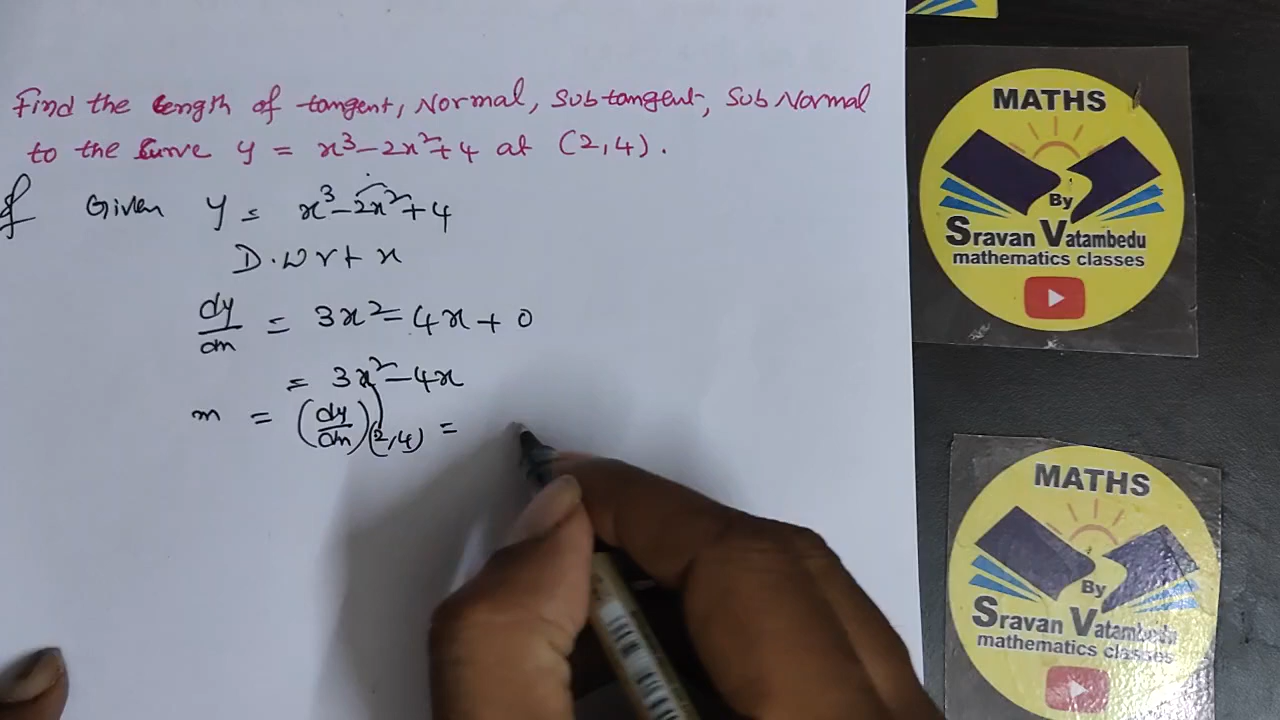 Find the Length of tangent, Normal, Subtangent, Sub Normal
to the Curve y = x³-2x²+4 at (2,4).
Given y = x³-2x²+4
D.w r t x
dy/dx = 3x²-4x+0
= 3x²-4x
m = (dy/dx)(2,4) =
MATHS
By
Sravan Vatambedu
mathematics classes
MATHS
By
Sravan Vatambedu
mathematics classes